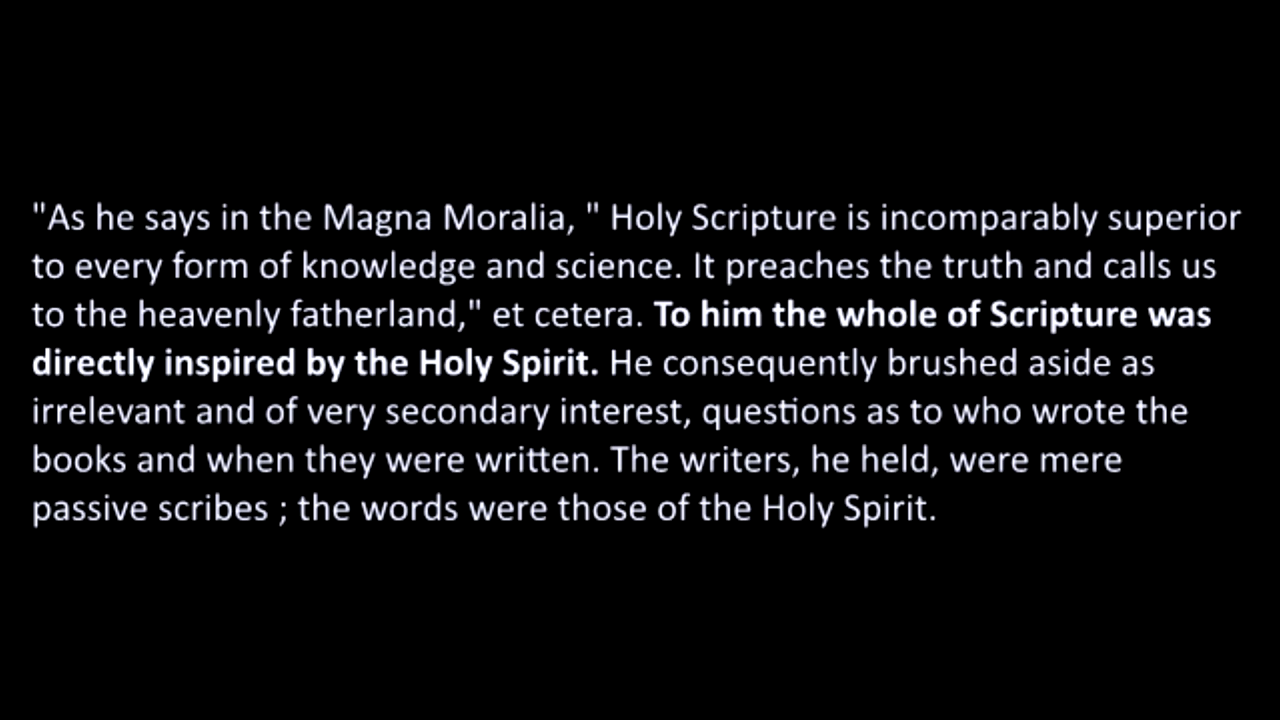 "As he says in the Magna Moralia, " Holy Scripture is incomparably superior
to every form of knowledge and science. It preaches the truth and calls us
to the heavenly fatherland," et cetera. To him the whole of Scripture was
directly inspired by the Holy Spirit. He consequently brushed aside as
irrelevant and of very secondary interest, questions as to who wrote the
books and when they were written. The writers, he held, were mere
passive scribes ; the words were those of the Holy Spirit.